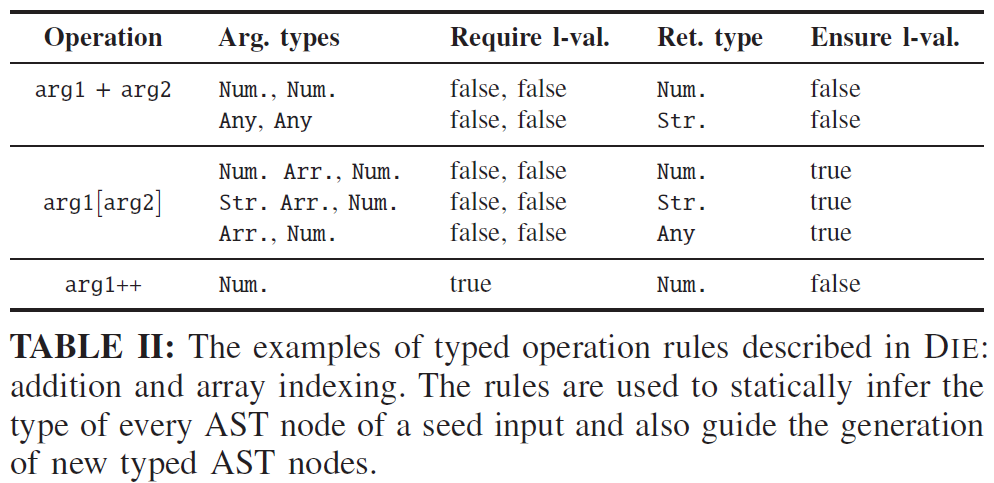 Operation Arg. types Require l-val. Ret. type Ensure l-val.
arg1 + arg2 Num., Num. false, false Num. false
Any, Any false, false Str. false
Num. Arr., Num. false, false Num. true
arg1[arg2] Str. Arr., Num. false, false Str. true
Arr., Num. false, false Any true
arg1++ Num. true Num. false
TABLE II: The examples of typed operation rules described in DIE:
addition and array indexing. The rules are used to statically infer the
type of every AST node of a seed input and also guide the generation
of new typed AST nodes.